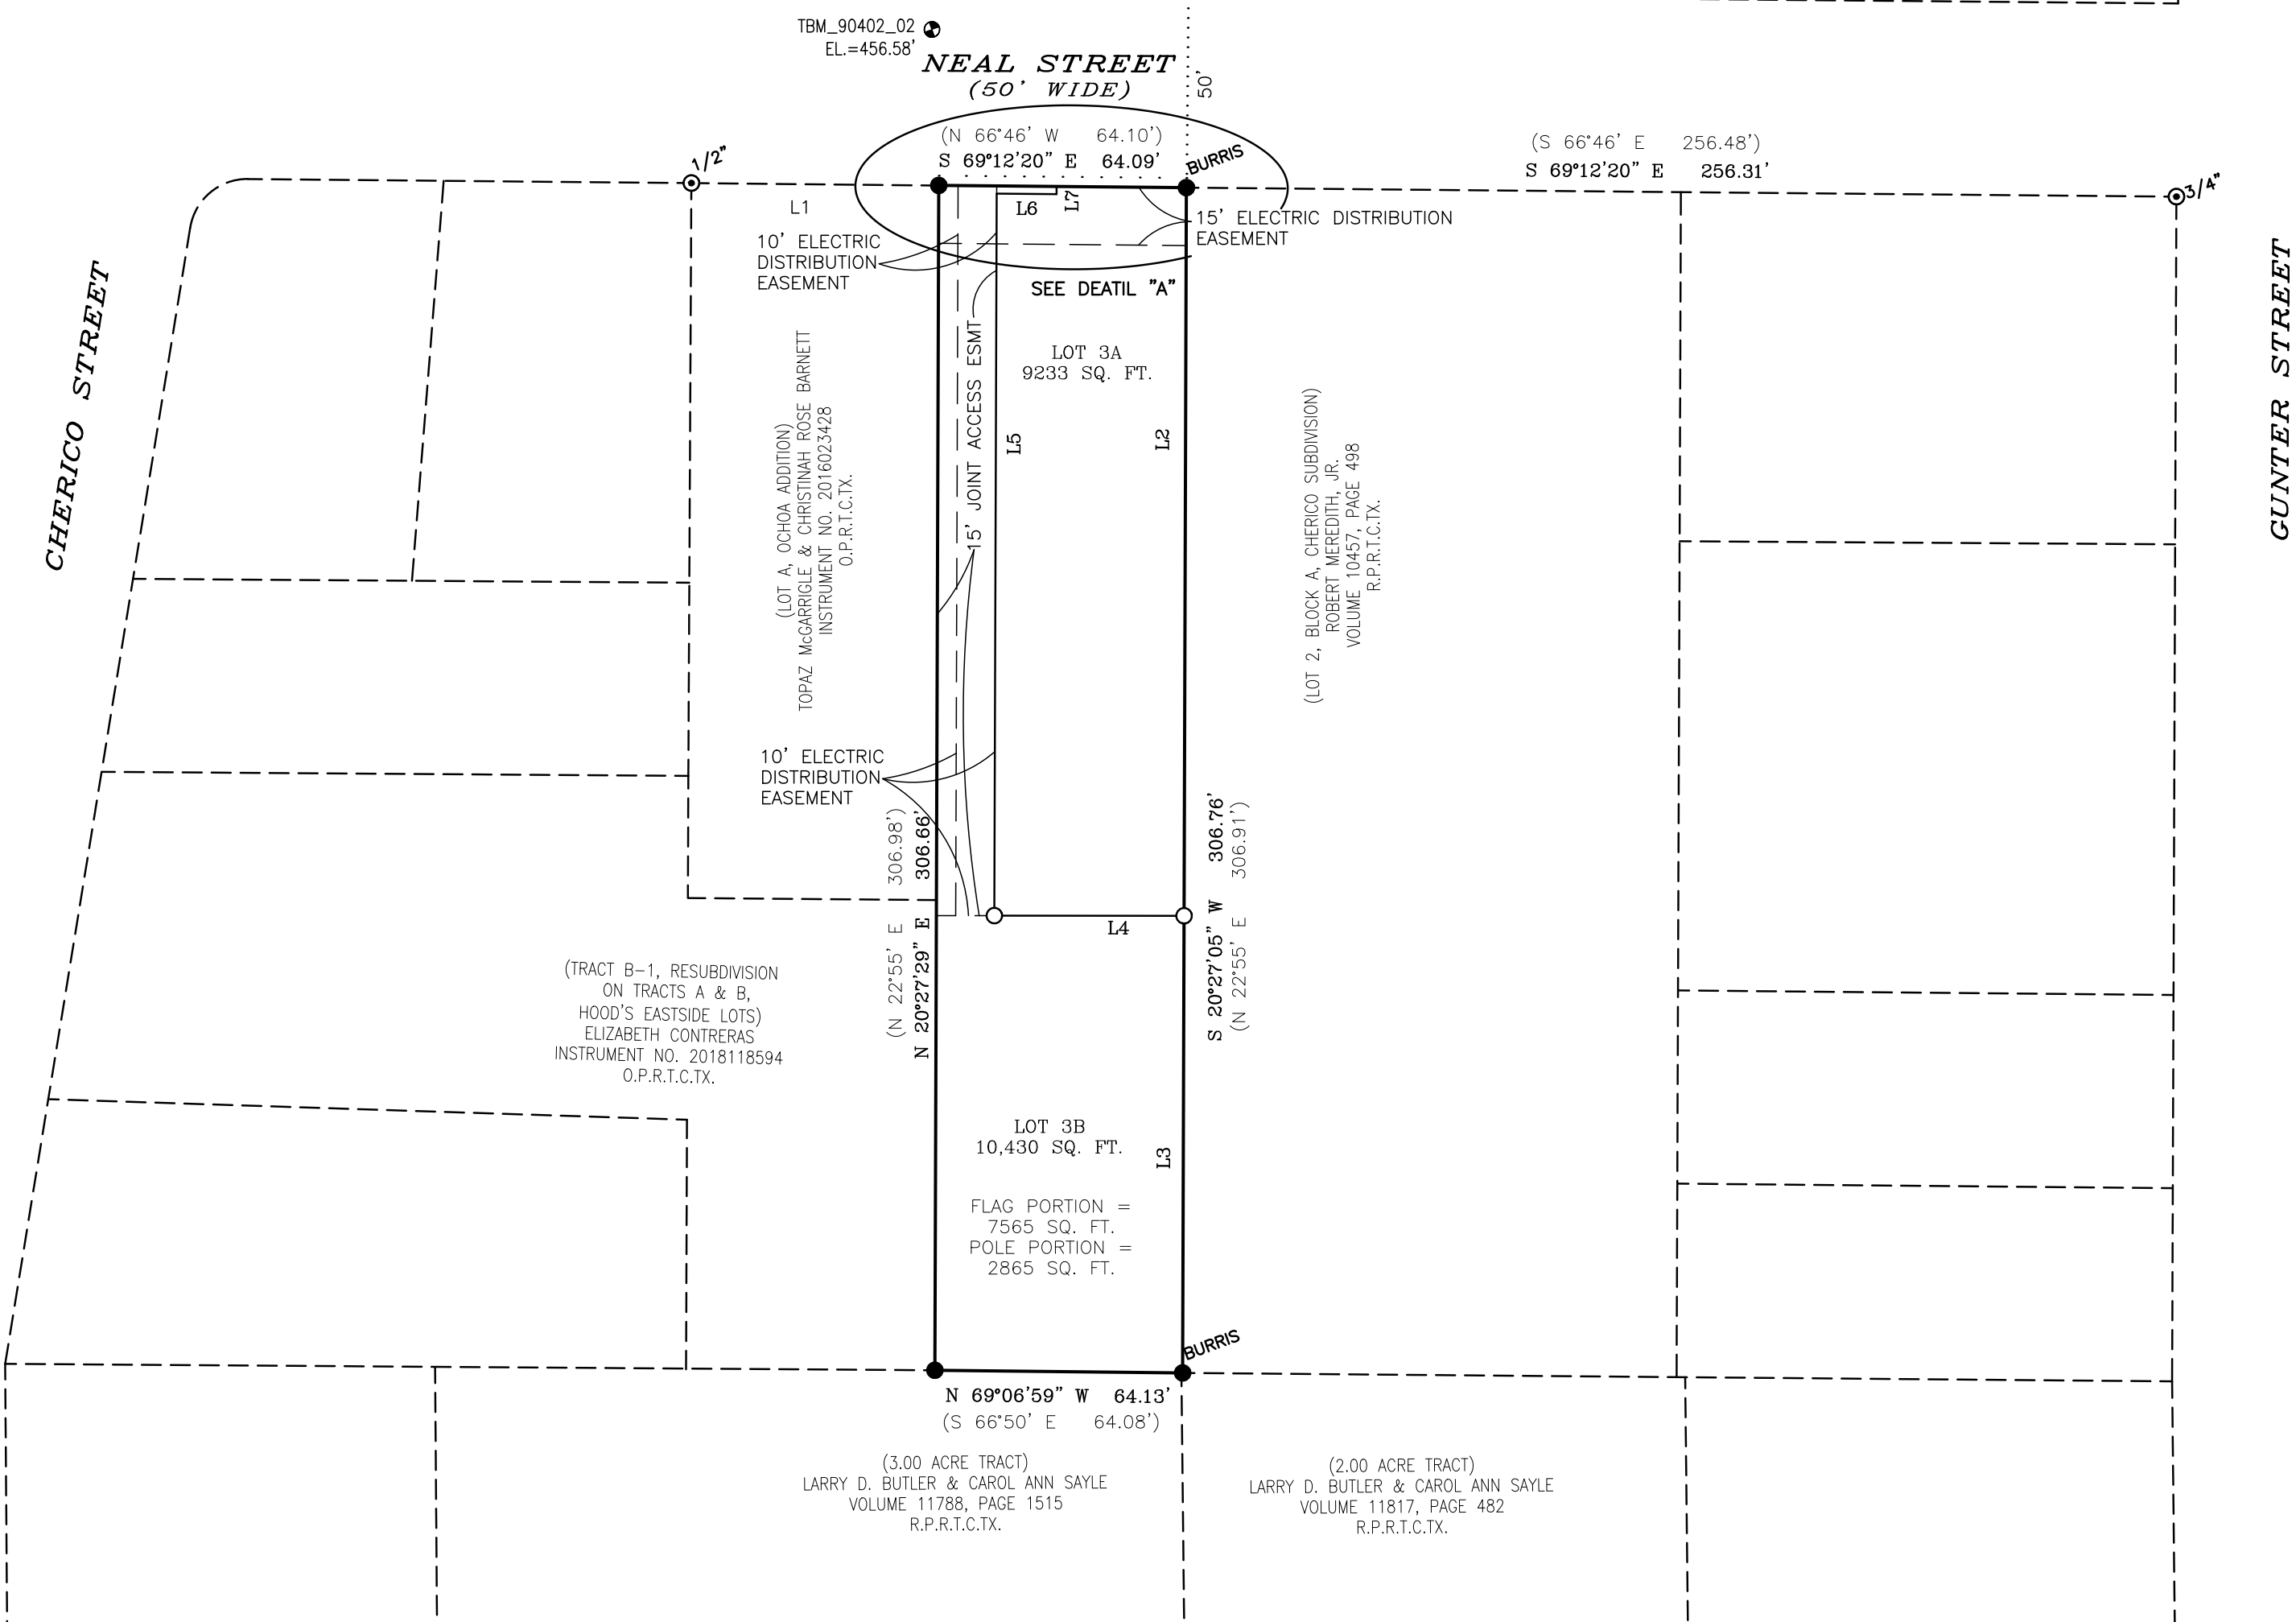 TBM_90402_02
EL.=456.58'
NEAL STREET
(50' WIDE)
50'
(N 66°46' W 64.10')
S 69°12'20" E 64.09'
BURRIS
(S 66°46' E 256.48')
S 69°12'20" E 256.31'
1/2"
3/4"
L1
L6
L7
15' ELECTRIC DISTRIBUTION
EASEMENT
10' ELECTRIC
DISTRIBUTION
EASEMENT
SEE DEATIL "A"
CHERICO STREET
GUNTER STREET
LOT 3A
9233 SQ. FT.
15' JOINT ACCESS ESMT
L5
L2
(LOT A, OCHOA ADDITION)
TOPAZ McGARRIGLE & CHRISTINAH ROSE BARNETT
INSTRUMENT NO. 2016023428
O.P.R.T.C.TX.
(LOT 2, BLOCK A, CHERICO SUBDIVISION)
ROBERT MEREDITH, JR.
VOLUME 10457, PAGE 498
R.P.R.T.C.TX.
10' ELECTRIC
DISTRIBUTION
EASEMENT
(N 22°55' E 306.98')
N 20°27'29" E 306.66'
S 20°27'05" W 306.76'
(N 22°55' E 306.91')
L4
(TRACT B-1, RESUBDIVISION
ON TRACTS A & B,
HOOD'S EASTSIDE LOTS)
ELIZABETH CONTRERAS
INSTRUMENT NO. 2018118594
O.P.R.T.C.TX.
LOT 3B
10,430 SQ. FT.
L3
FLAG PORTION =
7565 SQ. FT.
POLE PORTION =
2865 SQ. FT.
BURRIS
N 69°06'59" W 64.13'
(S 66°50' E 64.08')
(3.00 ACRE TRACT)
LARRY D. BUTLER & CAROL ANN SAYLE
VOLUME 11788, PAGE 1515
R.P.R.T.C.TX.
(2.00 ACRE TRACT)
LARRY D. BUTLER & CAROL ANN SAYLE
VOLUME 11817, PAGE 482
R.P.R.T.C.TX.